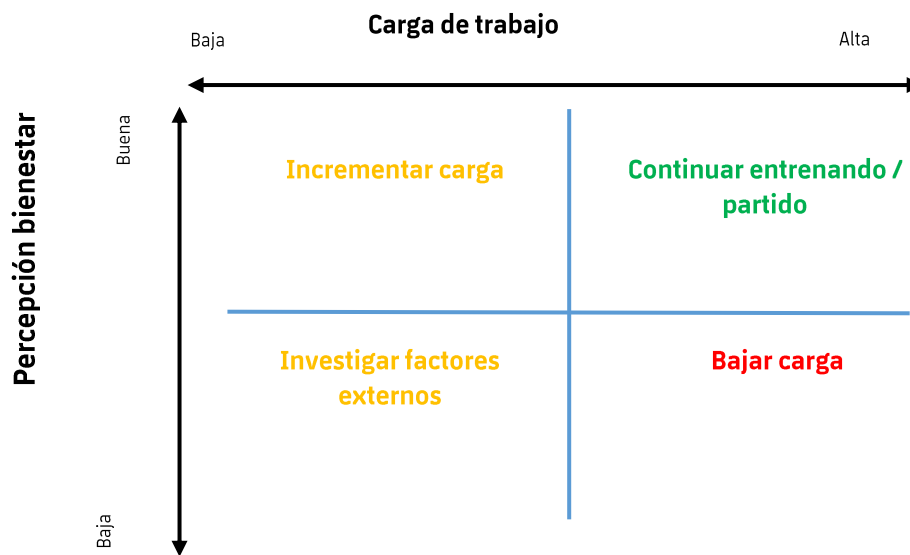 Carga de trabajo
Baja
Alta
Percepción bienestar
Buena
Incrementar carga
Continuar entrenando /
partido
Investigar factores
externos
Bajar carga
Baja